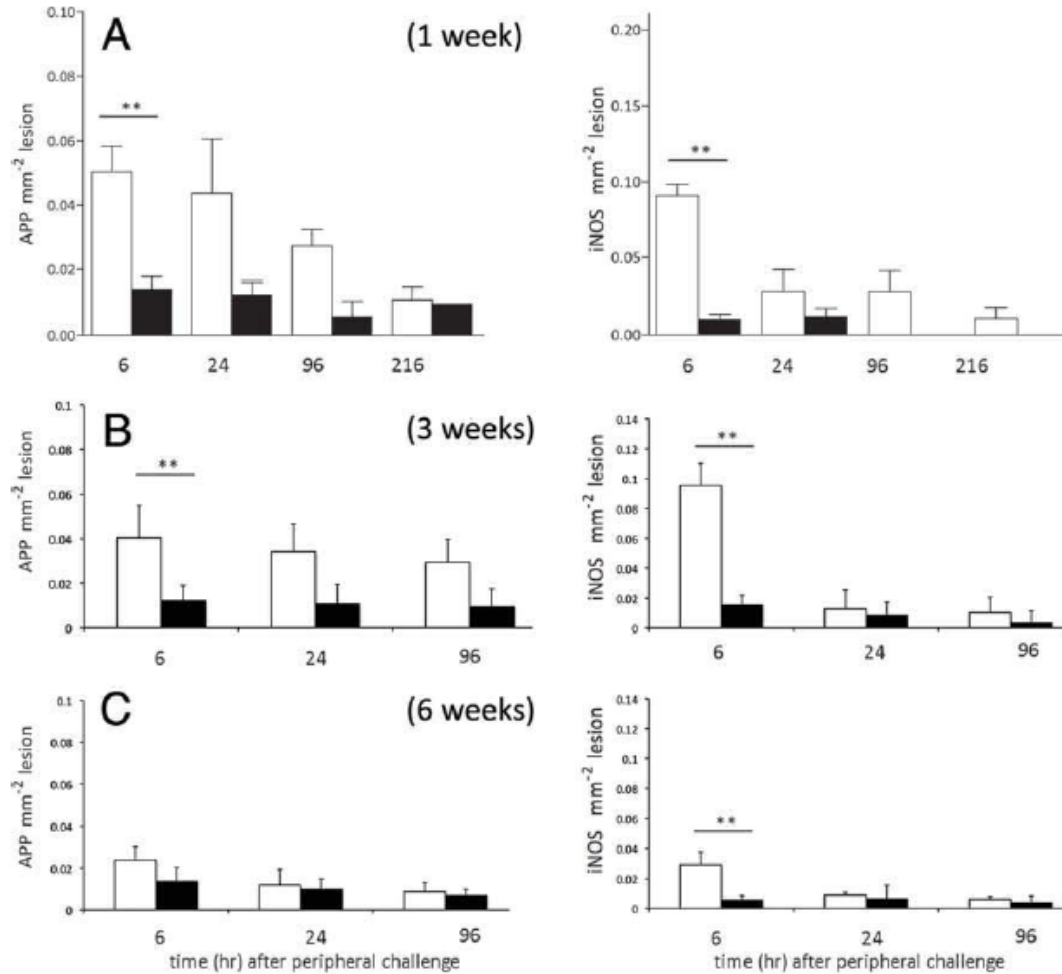 A (1 week)
0.10
0.08
0.06
0.04
0.02
0.00
APP mm⁻² lesion
**
6 24 96 216
0.20
0.15
0.10
0.05
0.00
iNOS mm⁻² lesion
**
6 24 96 216
B (3 weeks)
0.1
0.08
0.06
0.04
0.02
0
APP mm⁻² lesion
**
6 24 96
0.14
0.12
0.1
0.08
0.06
0.04
0.02
0
iNOS mm⁻² lesion
**
6 24 96
C (6 weeks)
0.1
0.08
0.06
0.04
0.02
0
APP mm⁻² lesion
6 24 96
time (hr) after peripheral challenge
0.14
0.12
0.1
0.08
0.06
0.04
0.02
0
iNOS mm⁻² lesion
**
6 24 96
time (hr) after peripheral challenge